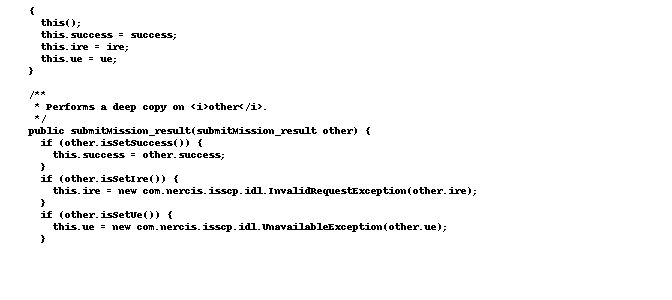 {
this();
this.success = success;
this.ire = ire;
this.ue = ue;
}
/**
* Performs a deep copy on <i>other</i>.
*/
public submitMission_result(submitMission_result other) {
if (other.isSetSuccess()) {
this.success = other.success;
}
if (other.isSetIre()) {
this.ire = new com.nercis.isscp.idl.InvalidRequestException(other.ire);
}
if (other.isSetUe()) {
this.ue = new com.nercis.isscp.idl.UnavailableException(other.ue);
}